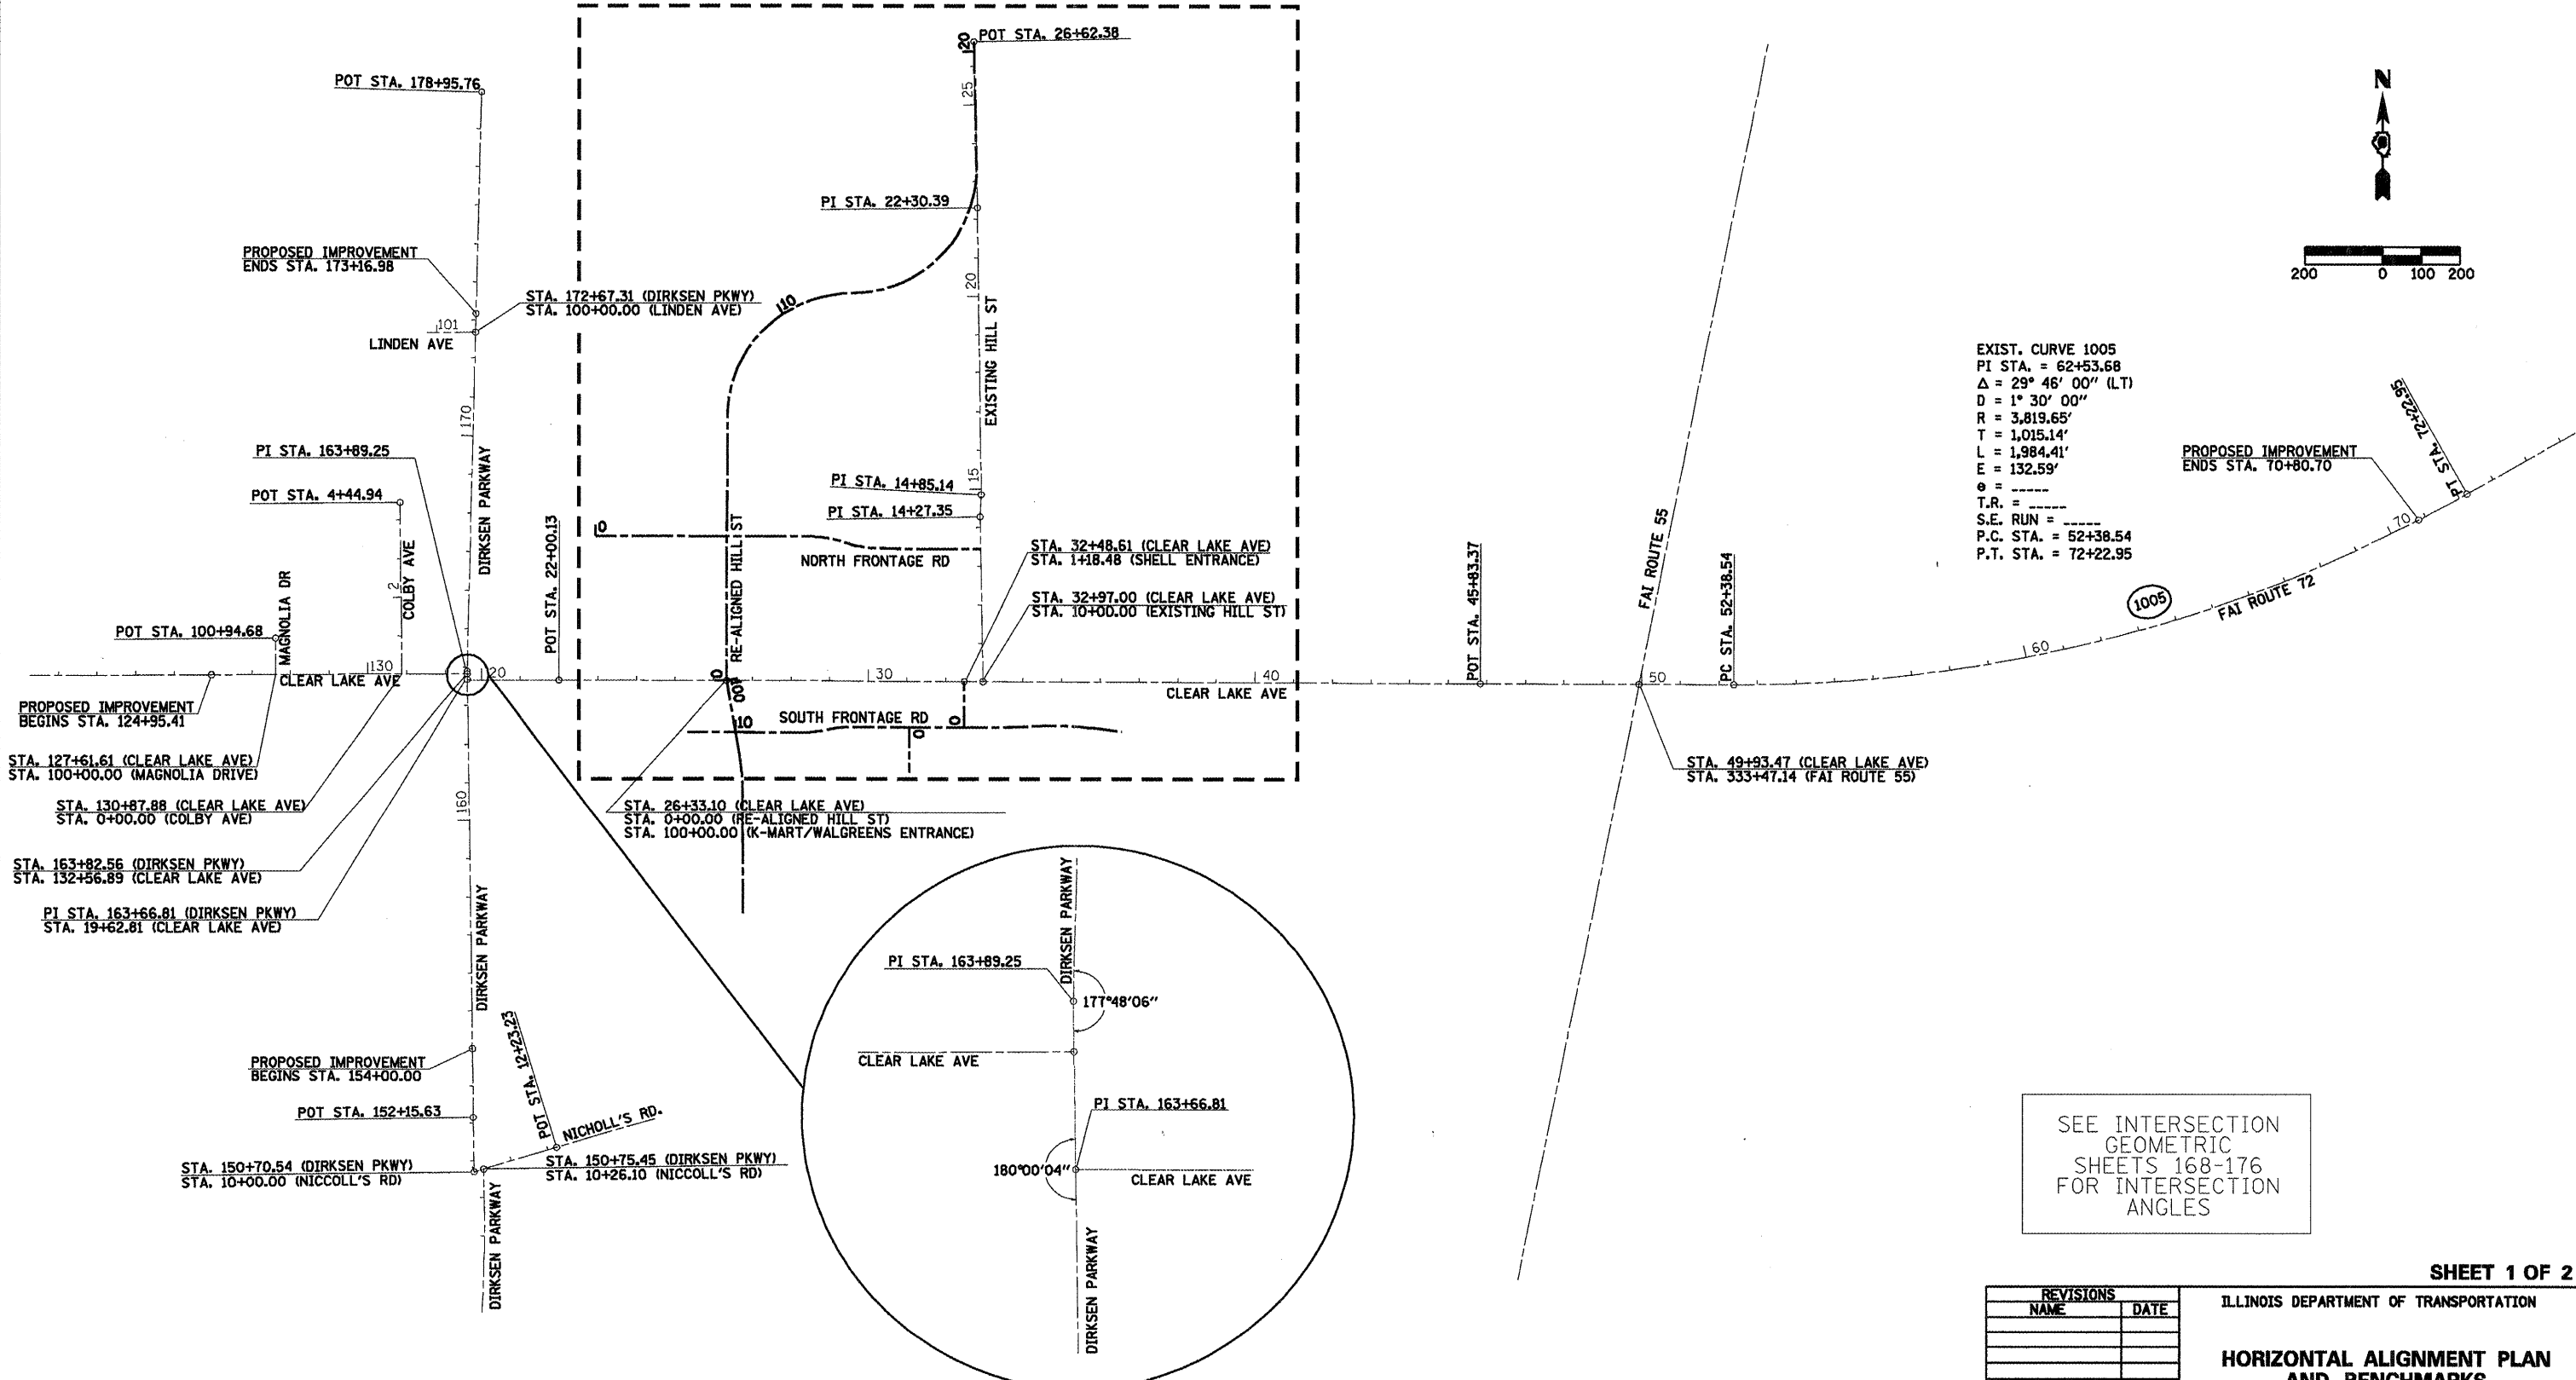 POT STA. 26+62.38
20
25
POT STA. 178+95.76
N
PI STA. 22+30.39
PROPOSED IMPROVEMENT
ENDS STA. 173+16.98
200 0 100 200
20
STA. 172+67.31 (DIRKSEN PKWY)
STA. 100+00.00 (LINDEN AVE)
110
101
LINDEN AVE
EXISTING HILL ST
EXIST. CURVE 1005
PI STA. = 62+53.68
Δ = 29° 46' 00" (LT)
D = 1° 30' 00"
R = 3,819.65'
T = 1,015.14'
L = 1,984.41'
E = 132.59'
e = _____
T.R. = _____
S.E. RUN = _____
P.C. STA. = 52+38.54
P.T. STA. = 72+22.95
PT STA. 72+22.95
170
PROPOSED IMPROVEMENT
ENDS STA. 70+80.70
70
PI STA. 163+89.25
DIRKSEN PARKWAY
POT STA. 4+44.94
15
PI STA. 14+85.14
PI STA. 14+27.35
0
POT STA. 22+00.13
RE-ALIGNED HILL ST
NORTH FRONTAGE RD
STA. 32+48.61 (CLEAR LAKE AVE)
STA. 1+18.48 (SHELL ENTRANCE)
STA. 32+97.00 (CLEAR LAKE AVE)
STA. 10+00.00 (EXISTING HILL ST)
POT STA. 45+83.37
FAI ROUTE 55
PC STA. 52+38.54
1005
FAI ROUTE 72
60
MAGNOLIA DR
2
COLBY AVE
POT STA. 100+94.68
130
20
CLEAR LAKE AVE
0
100
30
40
CLEAR LAKE AVE
50
PROPOSED IMPROVEMENT
BEGINS STA. 124+95.41
110
SOUTH FRONTAGE RD
0
0
STA. 127+61.61 (CLEAR LAKE AVE)
STA. 100+00.00 (MAGNOLIA DRIVE)
STA. 49+93.47 (CLEAR LAKE AVE)
STA. 333+47.14 (FAI ROUTE 55)
STA. 130+87.88 (CLEAR LAKE AVE)
STA. 0+00.00 (COLBY AVE)
160
STA. 26+33.10 (CLEAR LAKE AVE)
STA. 0+00.00 (RE-ALIGNED HILL ST)
STA. 100+00.00 (K-MART/WALGREENS ENTRANCE)
STA. 163+82.56 (DIRKSEN PKWY)
STA. 132+56.89 (CLEAR LAKE AVE)
PI STA. 163+66.81 (DIRKSEN PKWY)
STA. 19+62.81 (CLEAR LAKE AVE)
DIRKSEN PARKWAY
DIRKSEN PARKWAY
PI STA. 163+89.25
177°48'06"
CLEAR LAKE AVE
PI STA. 163+66.81
180°00'04"
CLEAR LAKE AVE
DIRKSEN PARKWAY
PROPOSED IMPROVEMENT
BEGINS STA. 154+00.00
POT STA. 12+23.23
POT STA. 152+15.63
NICHOLL'S RD.
STA. 150+70.54 (DIRKSEN PKWY)
STA. 10+00.00 (NICCOLL'S RD)
STA. 150+75.45 (DIRKSEN PKWY)
STA. 10+26.10 (NICCOLL'S RD)
DIRKSEN PARKWAY
SEE INTERSECTION
GEOMETRIC
SHEETS 168-176
FOR INTERSECTION
ANGLES
SHEET 1 OF 2
REVISIONS
NAME DATE
ILLINOIS DEPARTMENT OF TRANSPORTATION
HORIZONTAL ALIGNMENT PLAN
AND BENCHMARKS